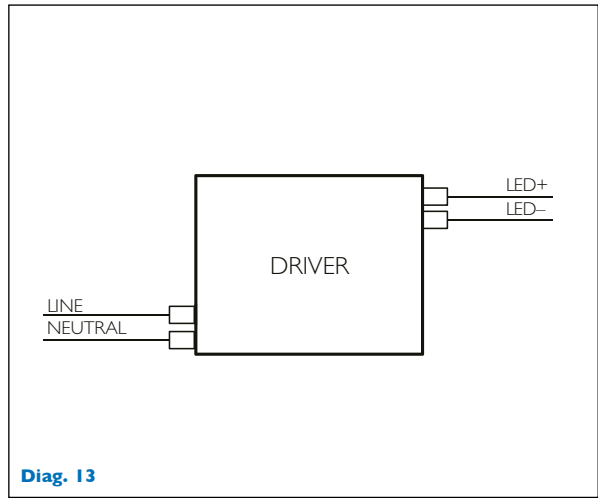 LED+
LED–
DRIVER
LINE
NEUTRAL
Diag. 13